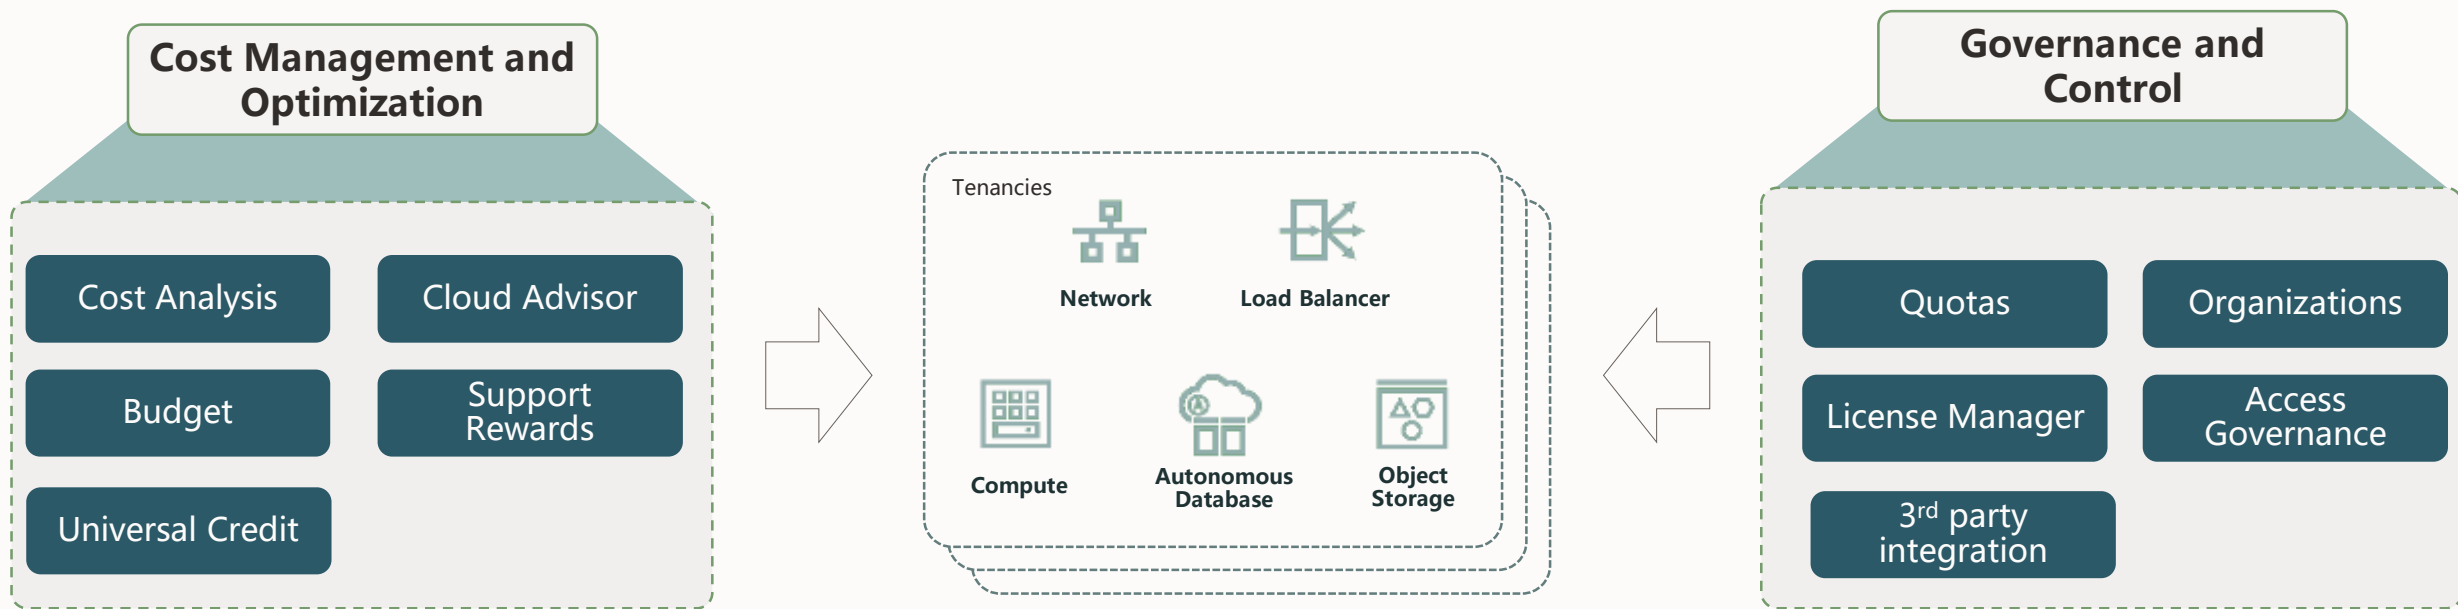 Cost Management and
Optimization
Cost Analysis
Cloud Advisor
Budget
Support
Rewards
Universal Credit
Tenancies
Network
Load Balancer
Compute
Autonomous
Database
Object
Storage
Governance and
Control
Quotas
Organizations
License Manager
Access
Governance
3rd party
integration